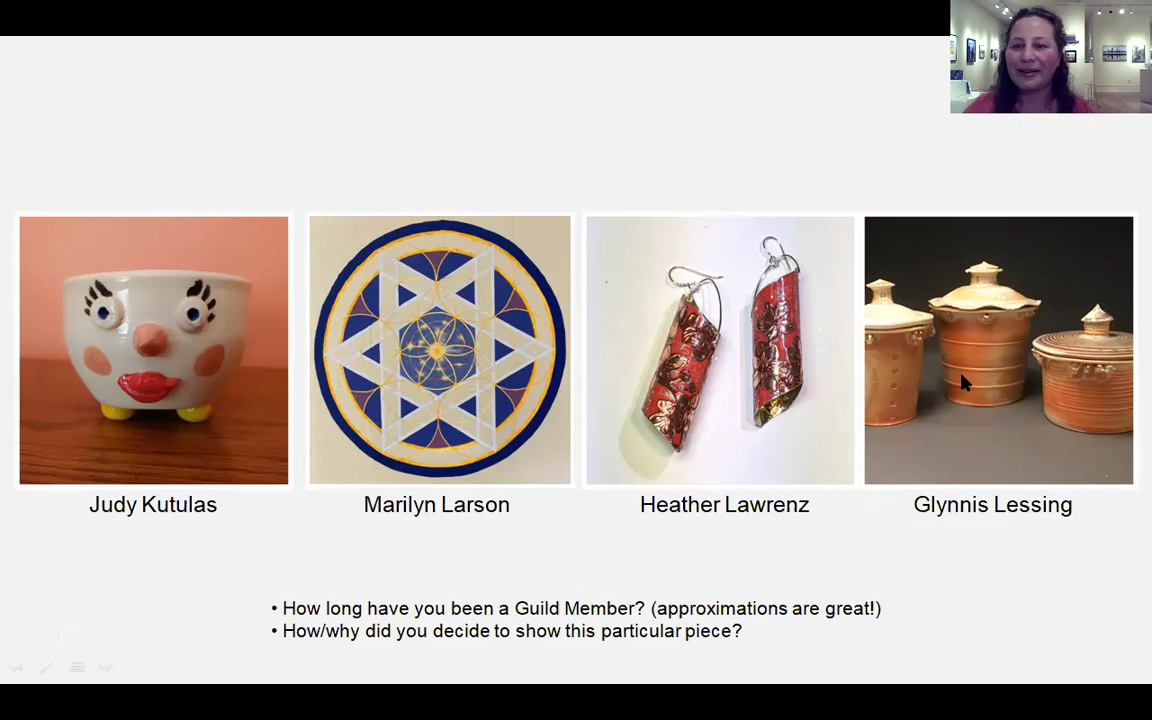 Judy Kutulas
Marilyn Larson
Heather Lawrenz
Glynnis Lessing
• How long have you been a Guild Member? (approximations are great!)
• How/why did you decide to show this particular piece?